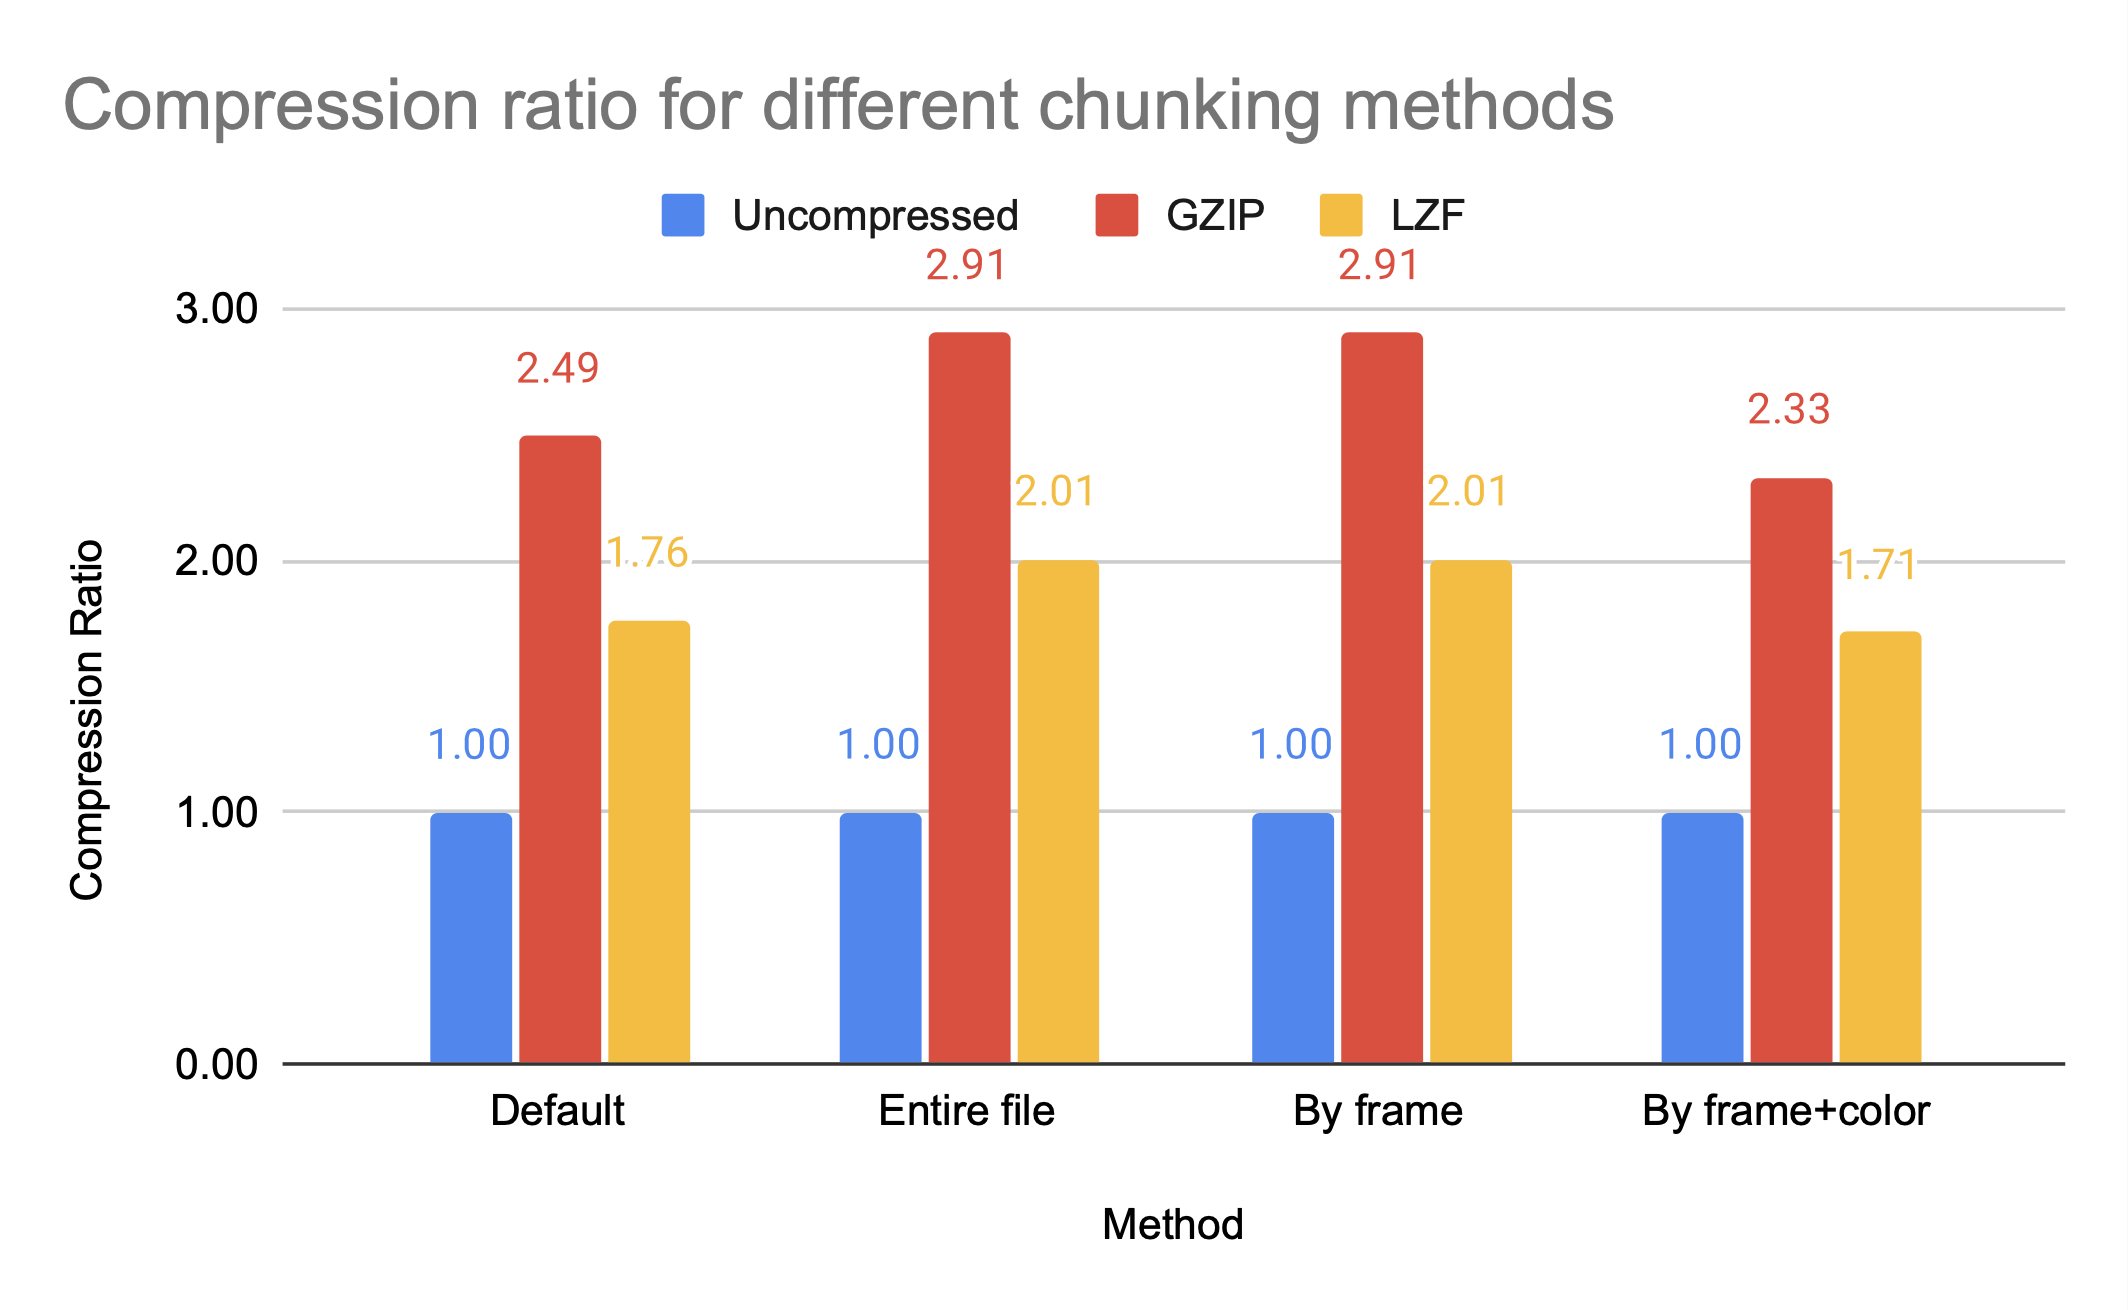 Compression ratio for different chunking methods
Uncompressed GZIP LZF
2.91 2.91
3.00
2.49
2.33
2.01 2.01
1.76 1.71
2.00
1.00 1.00 1.00 1.00
1.00
0.00
Compression Ratio
Default Entire file By frame By frame+color
Method